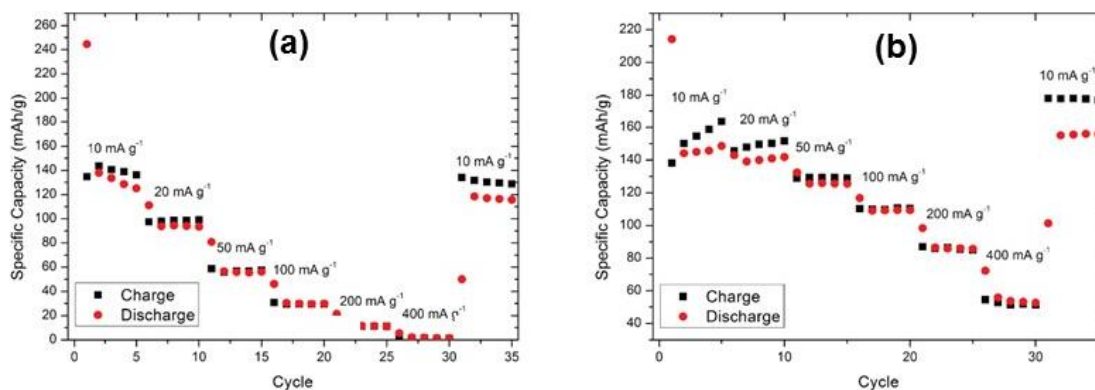 (a)
Specific Capacity (mAh/g)
260
240
220
200
180
160
140
120
100
80
60
40
20
0
10 mA g⁻¹
20 mA g⁻¹
50 mA g⁻¹
100 mA g⁻¹
200 mA g⁻¹
400 mA g⁻¹
10 mA g⁻¹
Charge
Discharge
0 5 10 15 20 25 30 35
Cycle
(b)
Specific Capacity (mAh/g)
220
200
180
160
140
120
100
80
60
40
10 mA g⁻¹
20 mA g⁻¹
50 mA g⁻¹
100 mA g⁻¹
200 mA g⁻¹
400 mA g⁻¹
10 mA g⁻¹
Charge
Discharge
0 10 20 30
Cycle